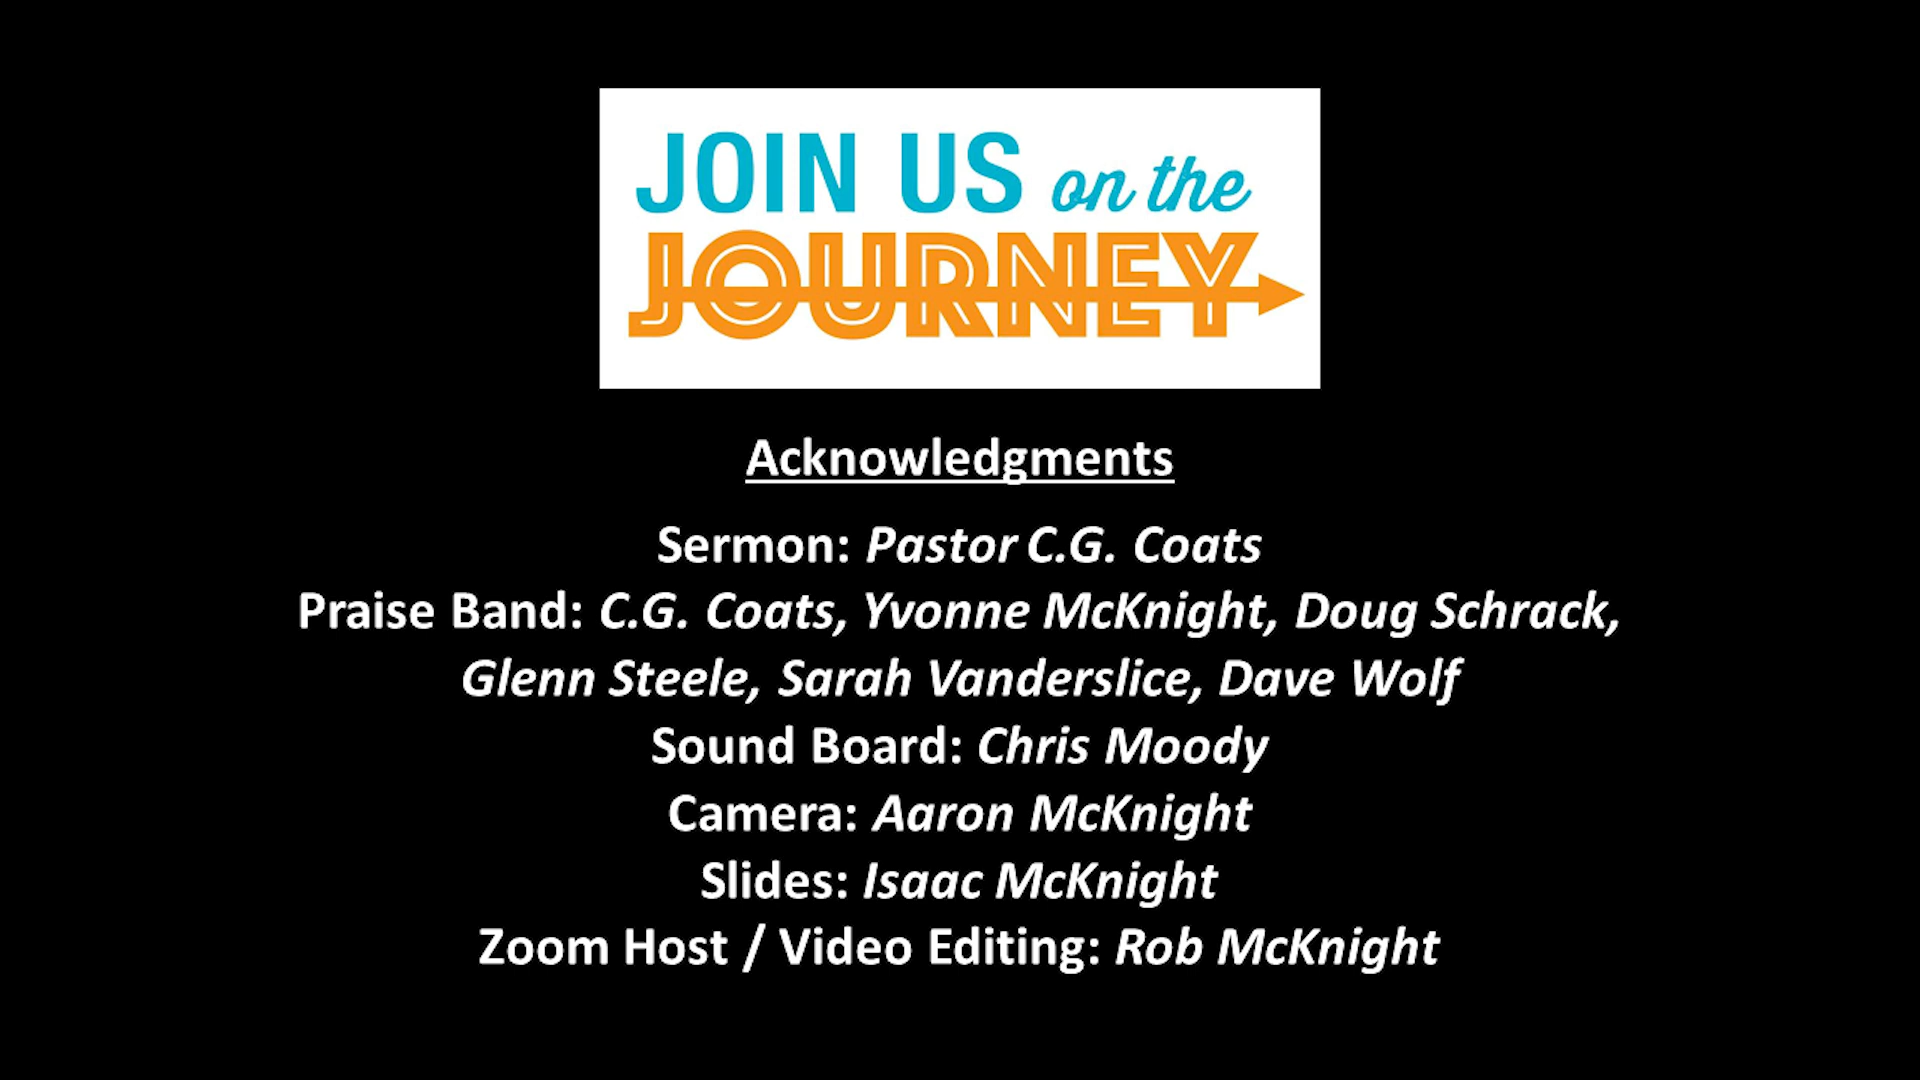 JOIN US on the
JOURNEY
Acknowledgments
Sermon: Pastor C.G. Coats
Praise Band: C.G. Coats, Yvonne McKnight, Doug Schrack,
Glenn Steele, Sarah Vanderslice, Dave Wolf
Sound Board: Chris Moody
Camera: Aaron McKnight
Slides: Isaac McKnight
Zoom Host / Video Editing: Rob McKnight